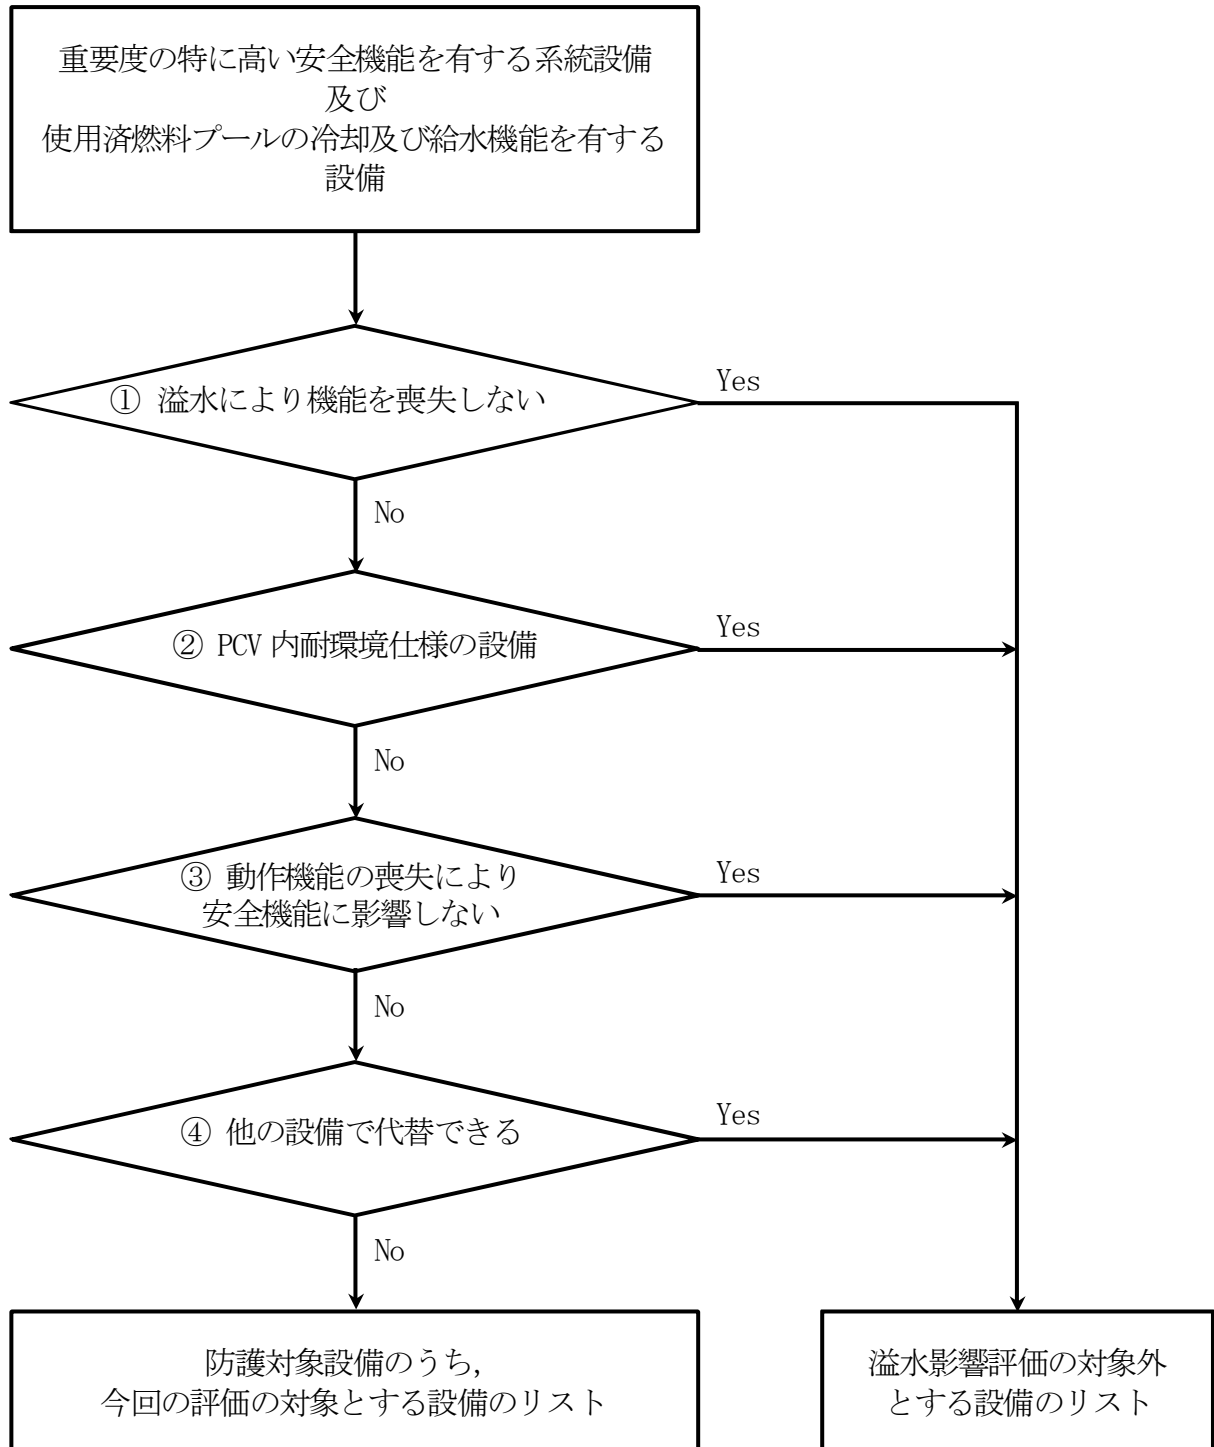 重要度の特に高い安全機能を有する系統設備
及び
使用済燃料プールの冷却及び給水機能を有する
設備
① 溢水により機能を喪失しない
Yes
No
② PCV 内耐環境仕様の設備
Yes
No
③ 動作機能の喪失により
安全機能に影響しない
Yes
No
④ 他の設備で代替できる
Yes
No
防護対象設備のうち,
今回の評価の対象とする設備のリスト
溢水影響評価の対象外
とする設備のリスト